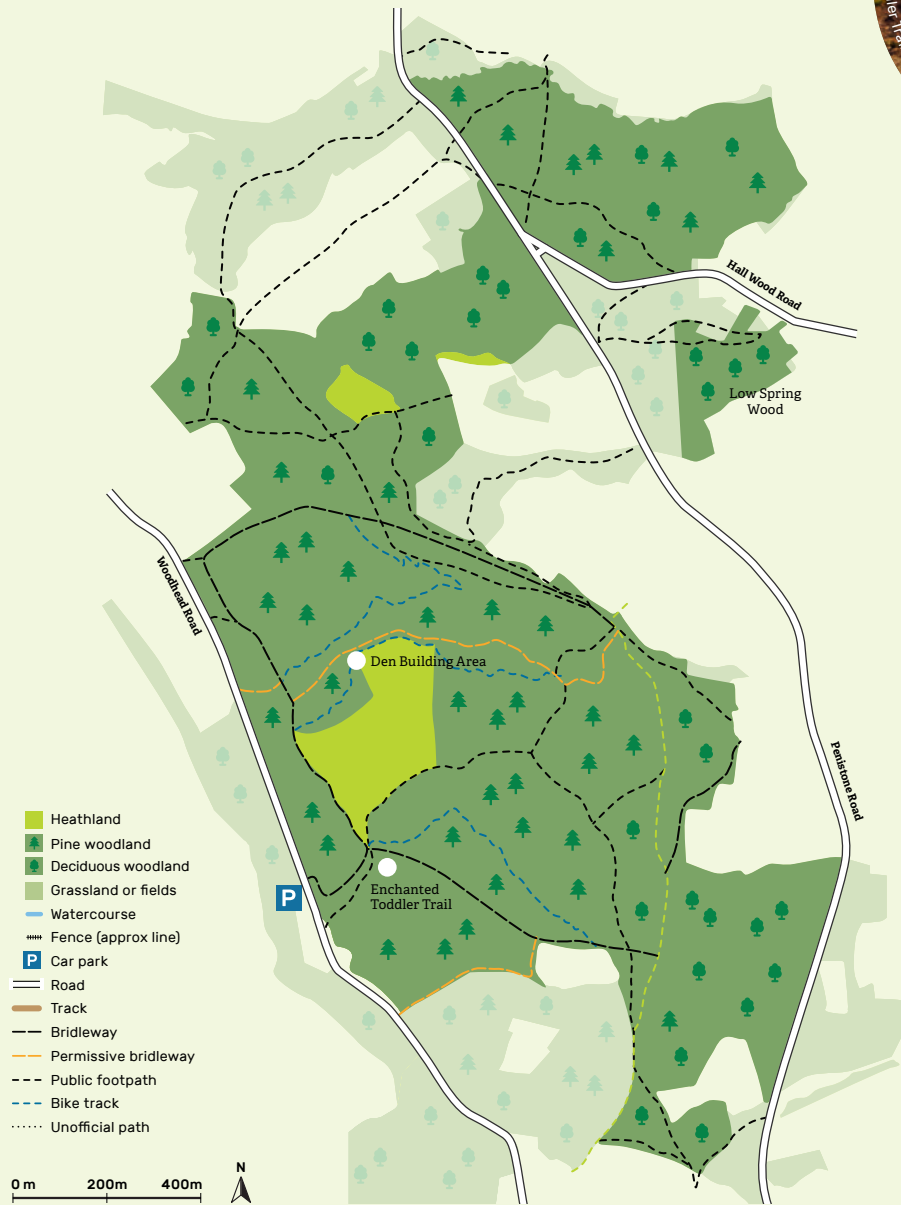 ler Tra
Hall Wood Road
Low Spring
Wood
Woodhead Road
Den Building Area
Penistone Road
Heathland
Pine woodland
Deciduous woodland
Grassland or fields
Watercourse
Fence (approx line)
P
Car park
Road
Track
Bridleway
Permissive bridleway
Public footpath
Bike track
Unofficial path
P
Enchanted
Toddler Trail
0 m 200m 400m
N